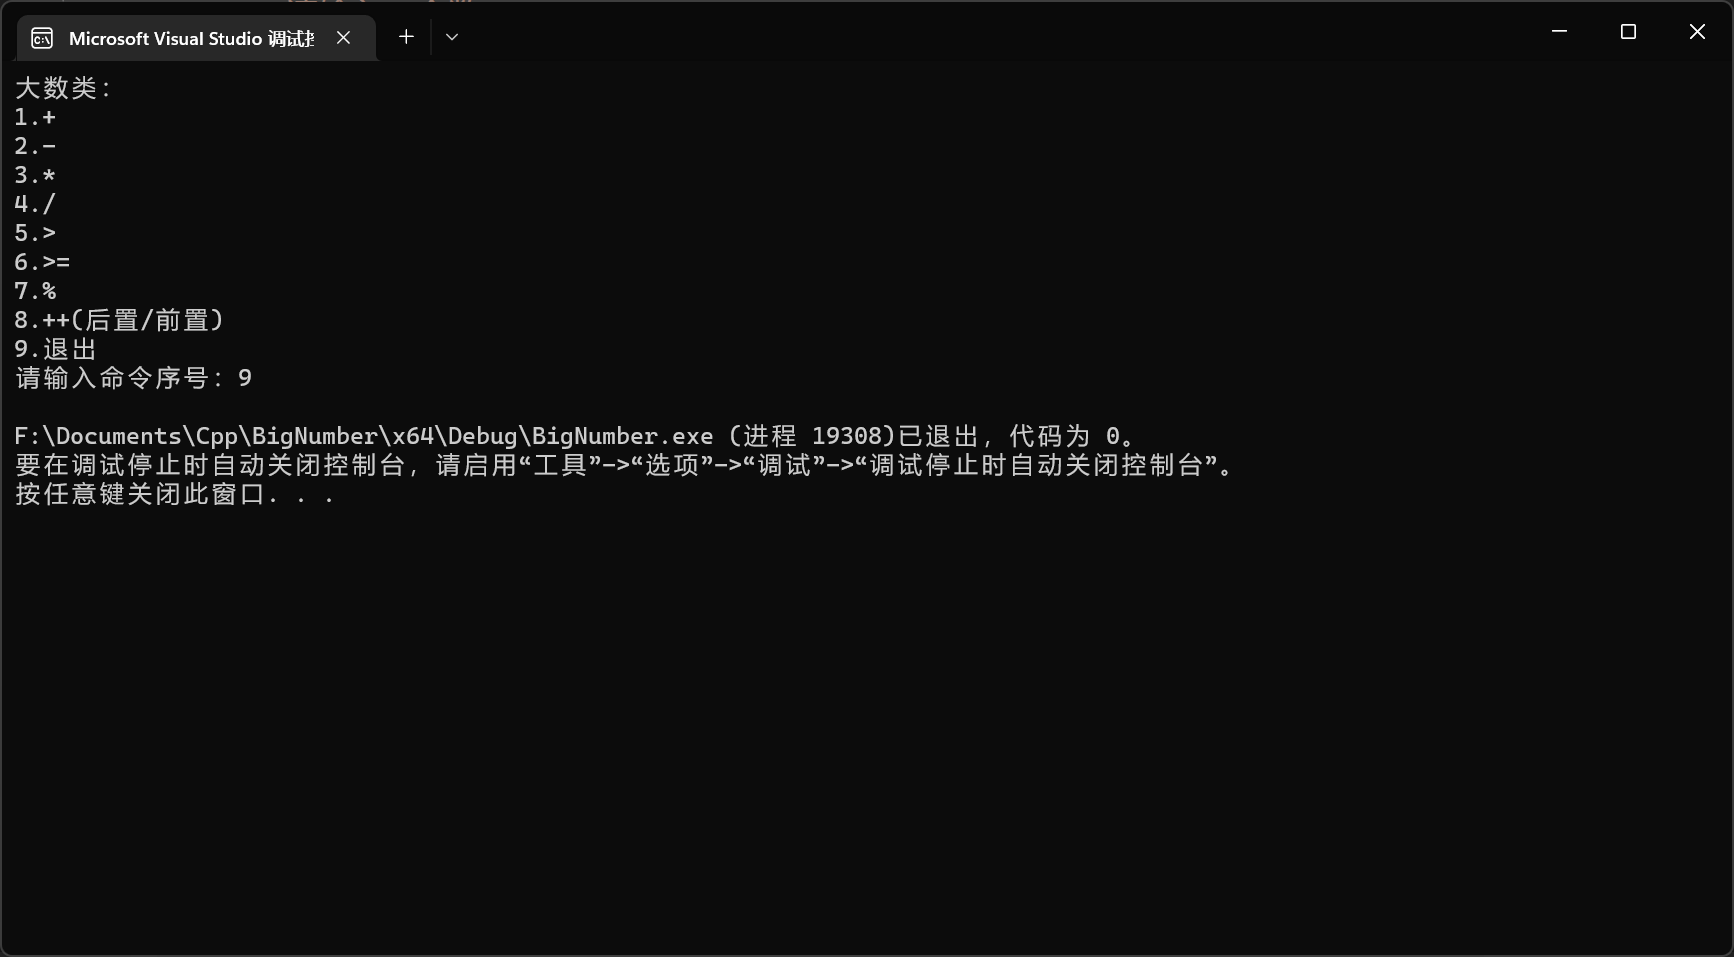 Microsoft Visual Studio 调试
大数类：
1.+
2.-
3.*
4./
5.>
6.>=
7.%
8.++(后置/前置)
9.退出
请输入命令序号：9
F:\Documents\Cpp\BigNumber\x64\Debug\BigNumber.exe (进程 19308)已退出，代码为 0。
要在调试停止时自动关闭控制台，请启用“工具”->“选项”->“调试”->“调试停止时自动关闭控制台”。
按任意键关闭此窗口. . .